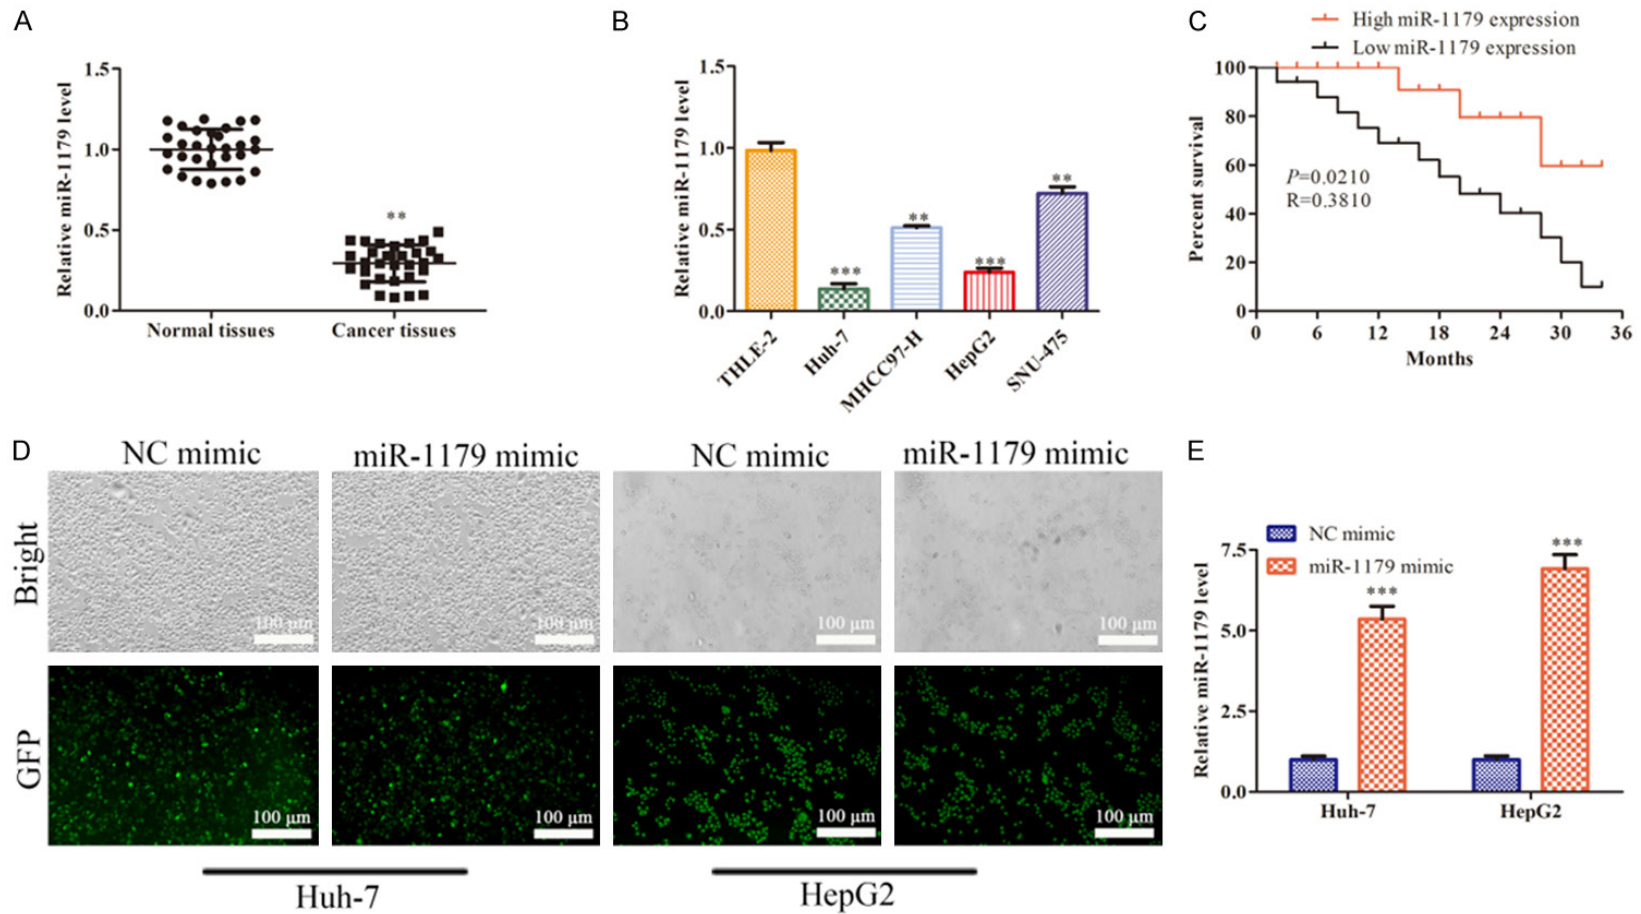 A
Relative miR-1179 level
1.5
1.0
0.5
0.0
**
Normal tissues
Cancer tissues
B
Relative miR-1179 level
1.5
1.0
0.5
0.0
***
**
***
**
THLE-2
Huh-7
MHCC97-H
HepG2
SNU-475
C
High miR-1179 expression
Low miR-1179 expression
Percent survival
100
80
60
40
20
0
P=0.0210
R=0.3810
0 6 12 18 24 30 36
Months
D
NC mimic
miR-1179 mimic
NC mimic
miR-1179 mimic
Bright
100 µm
100 µm
100 µm
100 µm
GFP
100 µm
100 µm
100 µm
100 µm
Huh-7
HepG2
E
NC mimic
miR-1179 mimic
Relative miR-1179 level
7.5
5.0
2.5
0.0
***
***
Huh-7
HepG2